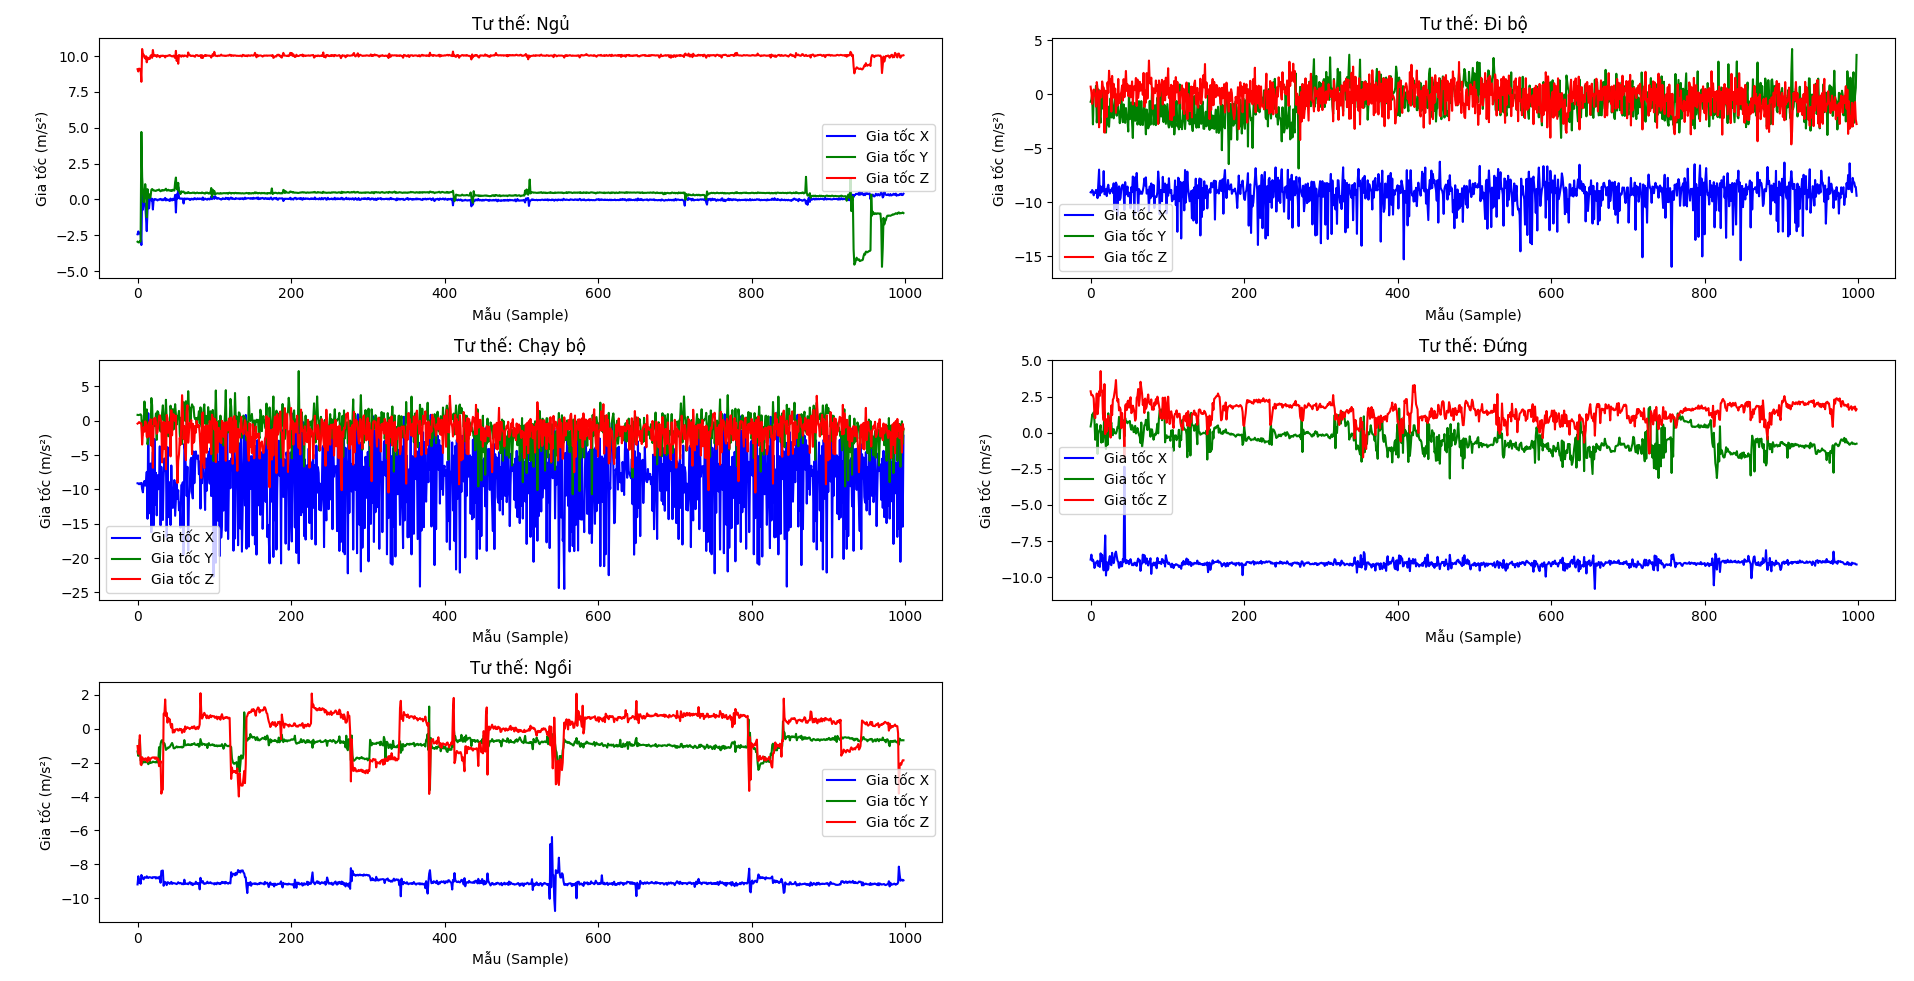 Tư thế: Ngủ
10.0
7.5
5.0
2.5
0.0
−2.5
−5.0
Gia tốc (m/s²)
Gia tốc X
Gia tốc Y
Gia tốc Z
0 200 400 600 800 1000
Mẫu (Sample)
Tư thế: Đi bộ
5
0
−5
−10
−15
Gia tốc (m/s²)
Gia tốc X
Gia tốc Y
Gia tốc Z
0 200 400 600 800 1000
Mẫu (Sample)
Tư thế: Chạy bộ
5
0
−5
−10
−15
−20
−25
Gia tốc (m/s²)
Gia tốc X
Gia tốc Y
Gia tốc Z
0 200 400 600 800 1000
Mẫu (Sample)
Tư thế: Đứng
5.0
2.5
0.0
−2.5
−5.0
−7.5
−10.0
Gia tốc (m/s²)
Gia tốc X
Gia tốc Y
Gia tốc Z
0 200 400 600 800 1000
Mẫu (Sample)
Tư thế: Ngồi
2
0
−2
−4
−6
−8
−10
Gia tốc (m/s²)
Gia tốc X
Gia tốc Y
Gia tốc Z
0 200 400 600 800 1000
Mẫu (Sample)